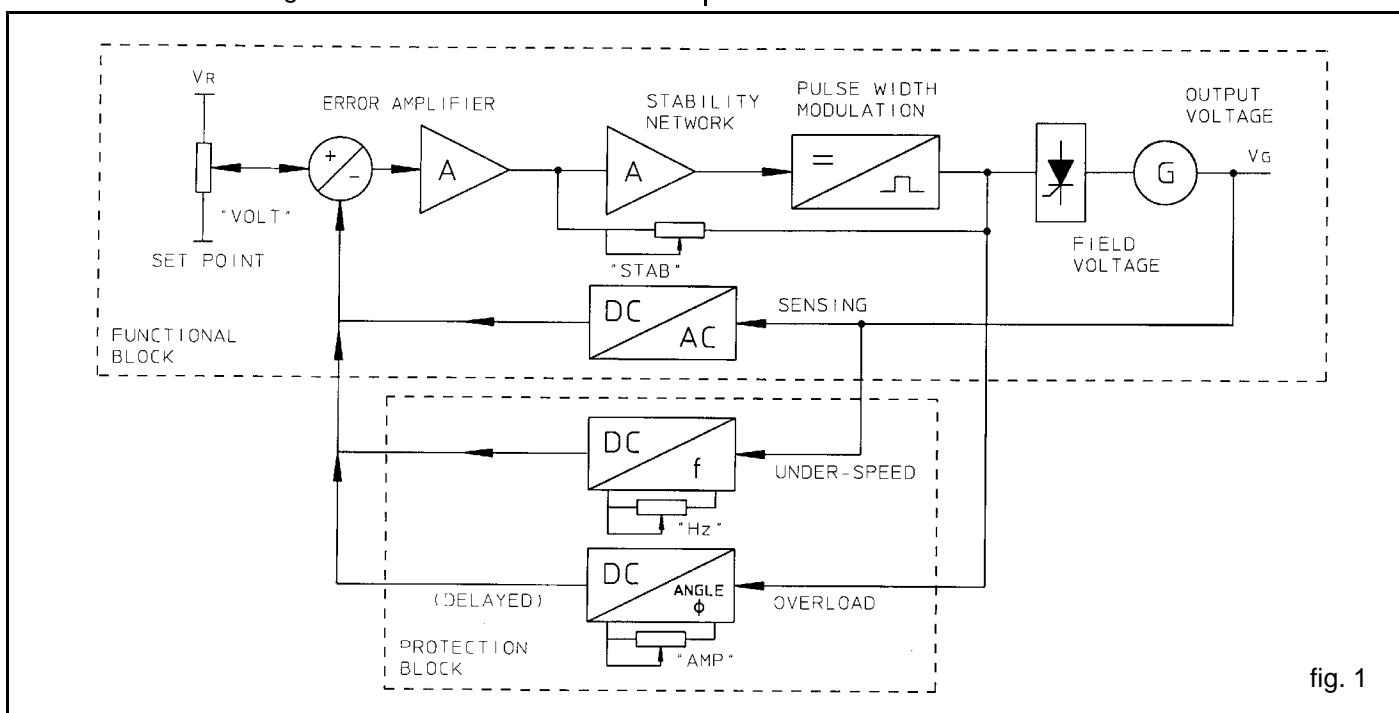 VR
ERROR AMPLIFIER
STABILITY
NETWORK
PULSE WIDTH
MODULATION
OUTPUT
VOLTAGE
+
-
A
A
=
G
VG
"VOLT"
SET POINT
"STAB"
FIELD
VOLTAGE
DC
AC
SENSING
FUNCTIONAL
BLOCK
DC
f
UNDER-SPEED
"Hz"
DC
ANGLE
ϕ
(DELAYED)
OVERLOAD
"AMP"
PROTECTION
BLOCK
fig. 1